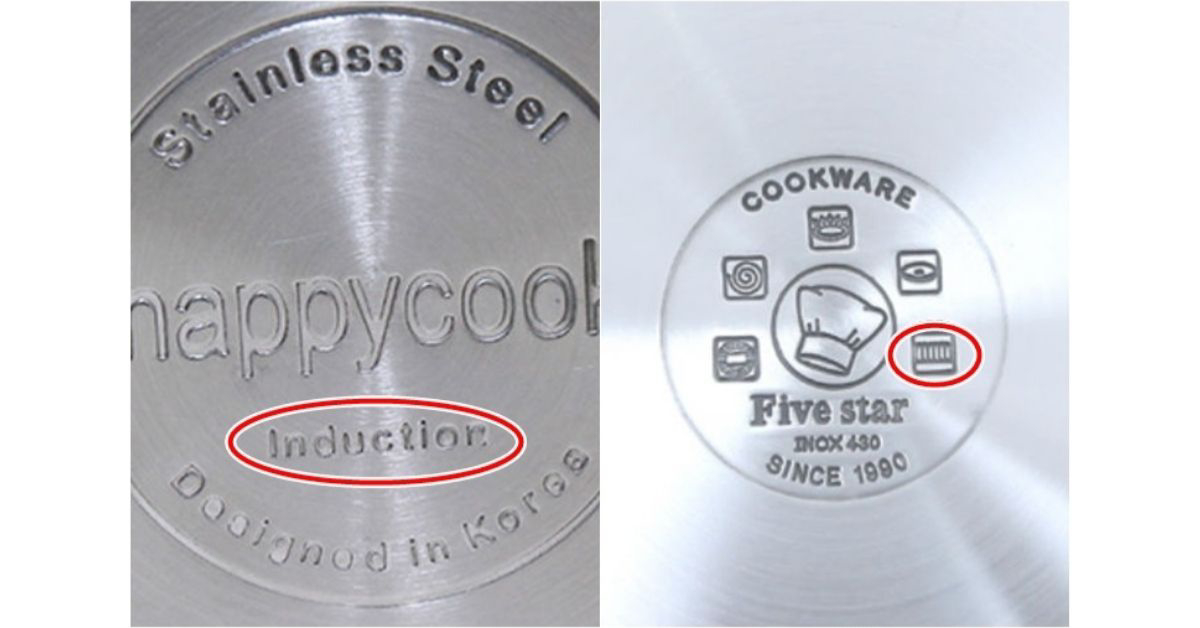 Stainless Steel
happycook
Induction
Designed in Korea
COOKWARE
Five star
INOX 430
SINCE 1990